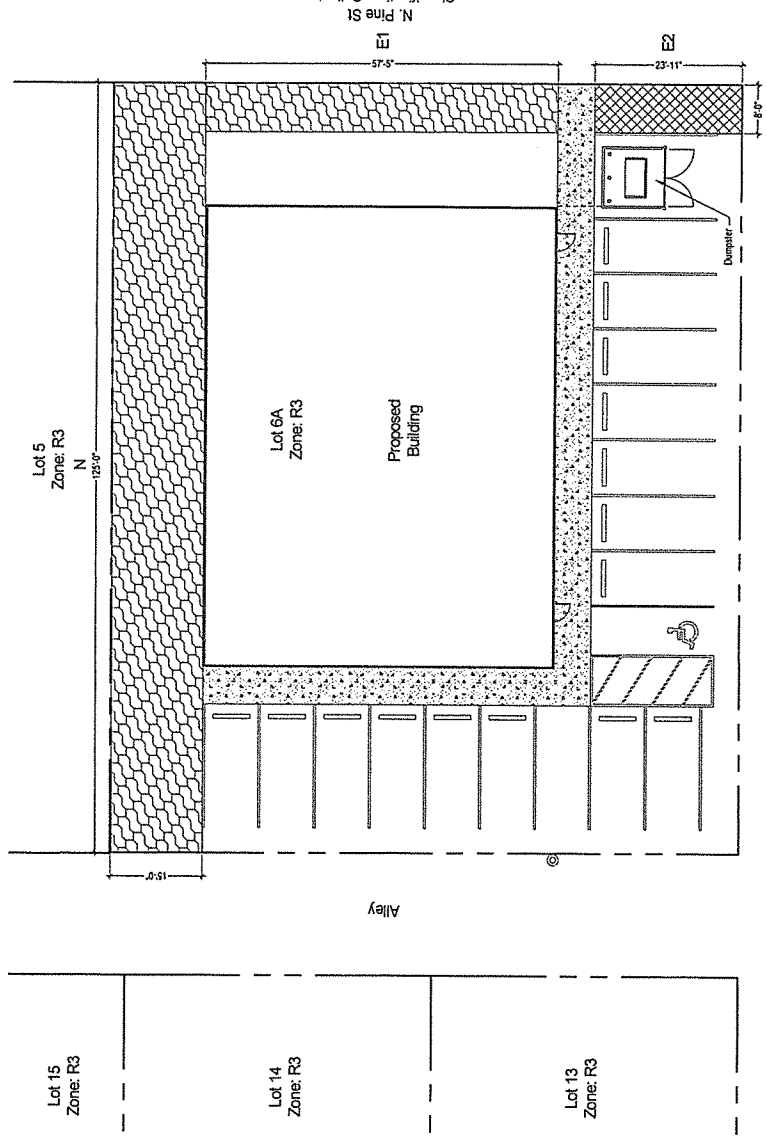 N. Pine St
E1
57'-5"
E2
23'-11"
8'-0"
Lot 5
Zone: R3
N
125'-0"
Dumpster
Lot 6A
Zone: R3
Proposed
Building
15'-0"
Alley
Lot 15
Zone: R3
Lot 14
Zone: R3
Lot 13
Zone: R3